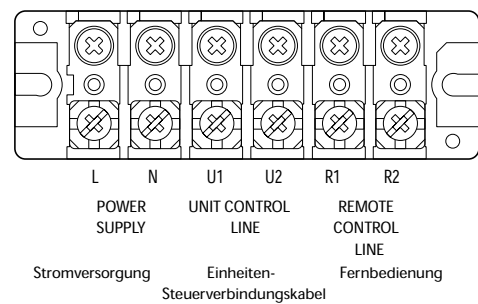 L N U1 U2 R1 R2
POWER UNIT CONTROL REMOTE
SUPPLY LINE CONTROL
LINE
Stromversorgung Einheiten- Fernbedienung
Steuerverbindungskabel